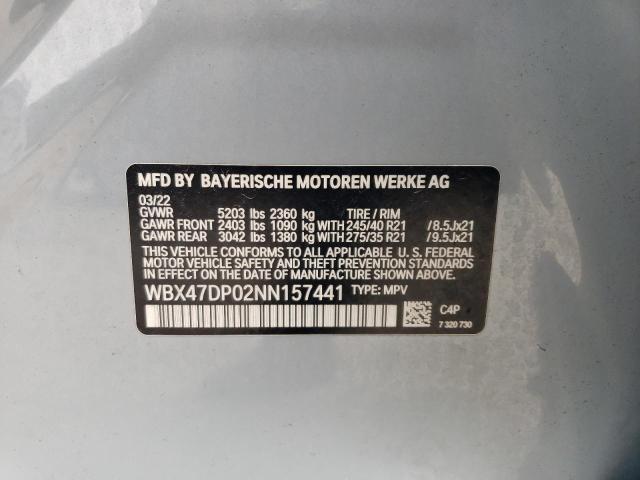 MFD BY BAYERISCHE MOTOREN WERKE AG
03/22
GVWR 5203 lbs 2360 kg TIRE / RIM
GAWR FRONT 2403 lbs 1090 kg WITH 245/40 R21 /8.5Jx21
GAWR REAR 3042 lbs 1380 kg WITH 275/35 R21 /9.5Jx21
THIS VEHICLE CONFORMS TO ALL APPLICABLE U. S. FEDERAL
MOTOR VEHICLE SAFETY AND THEFT PREVENTION STANDARDS
IN EFFECT ON THE DATE OF MANUFACTURE SHOWN ABOVE.
WBX47DP02NN157441 TYPE: MPV
C4P
7 320 730